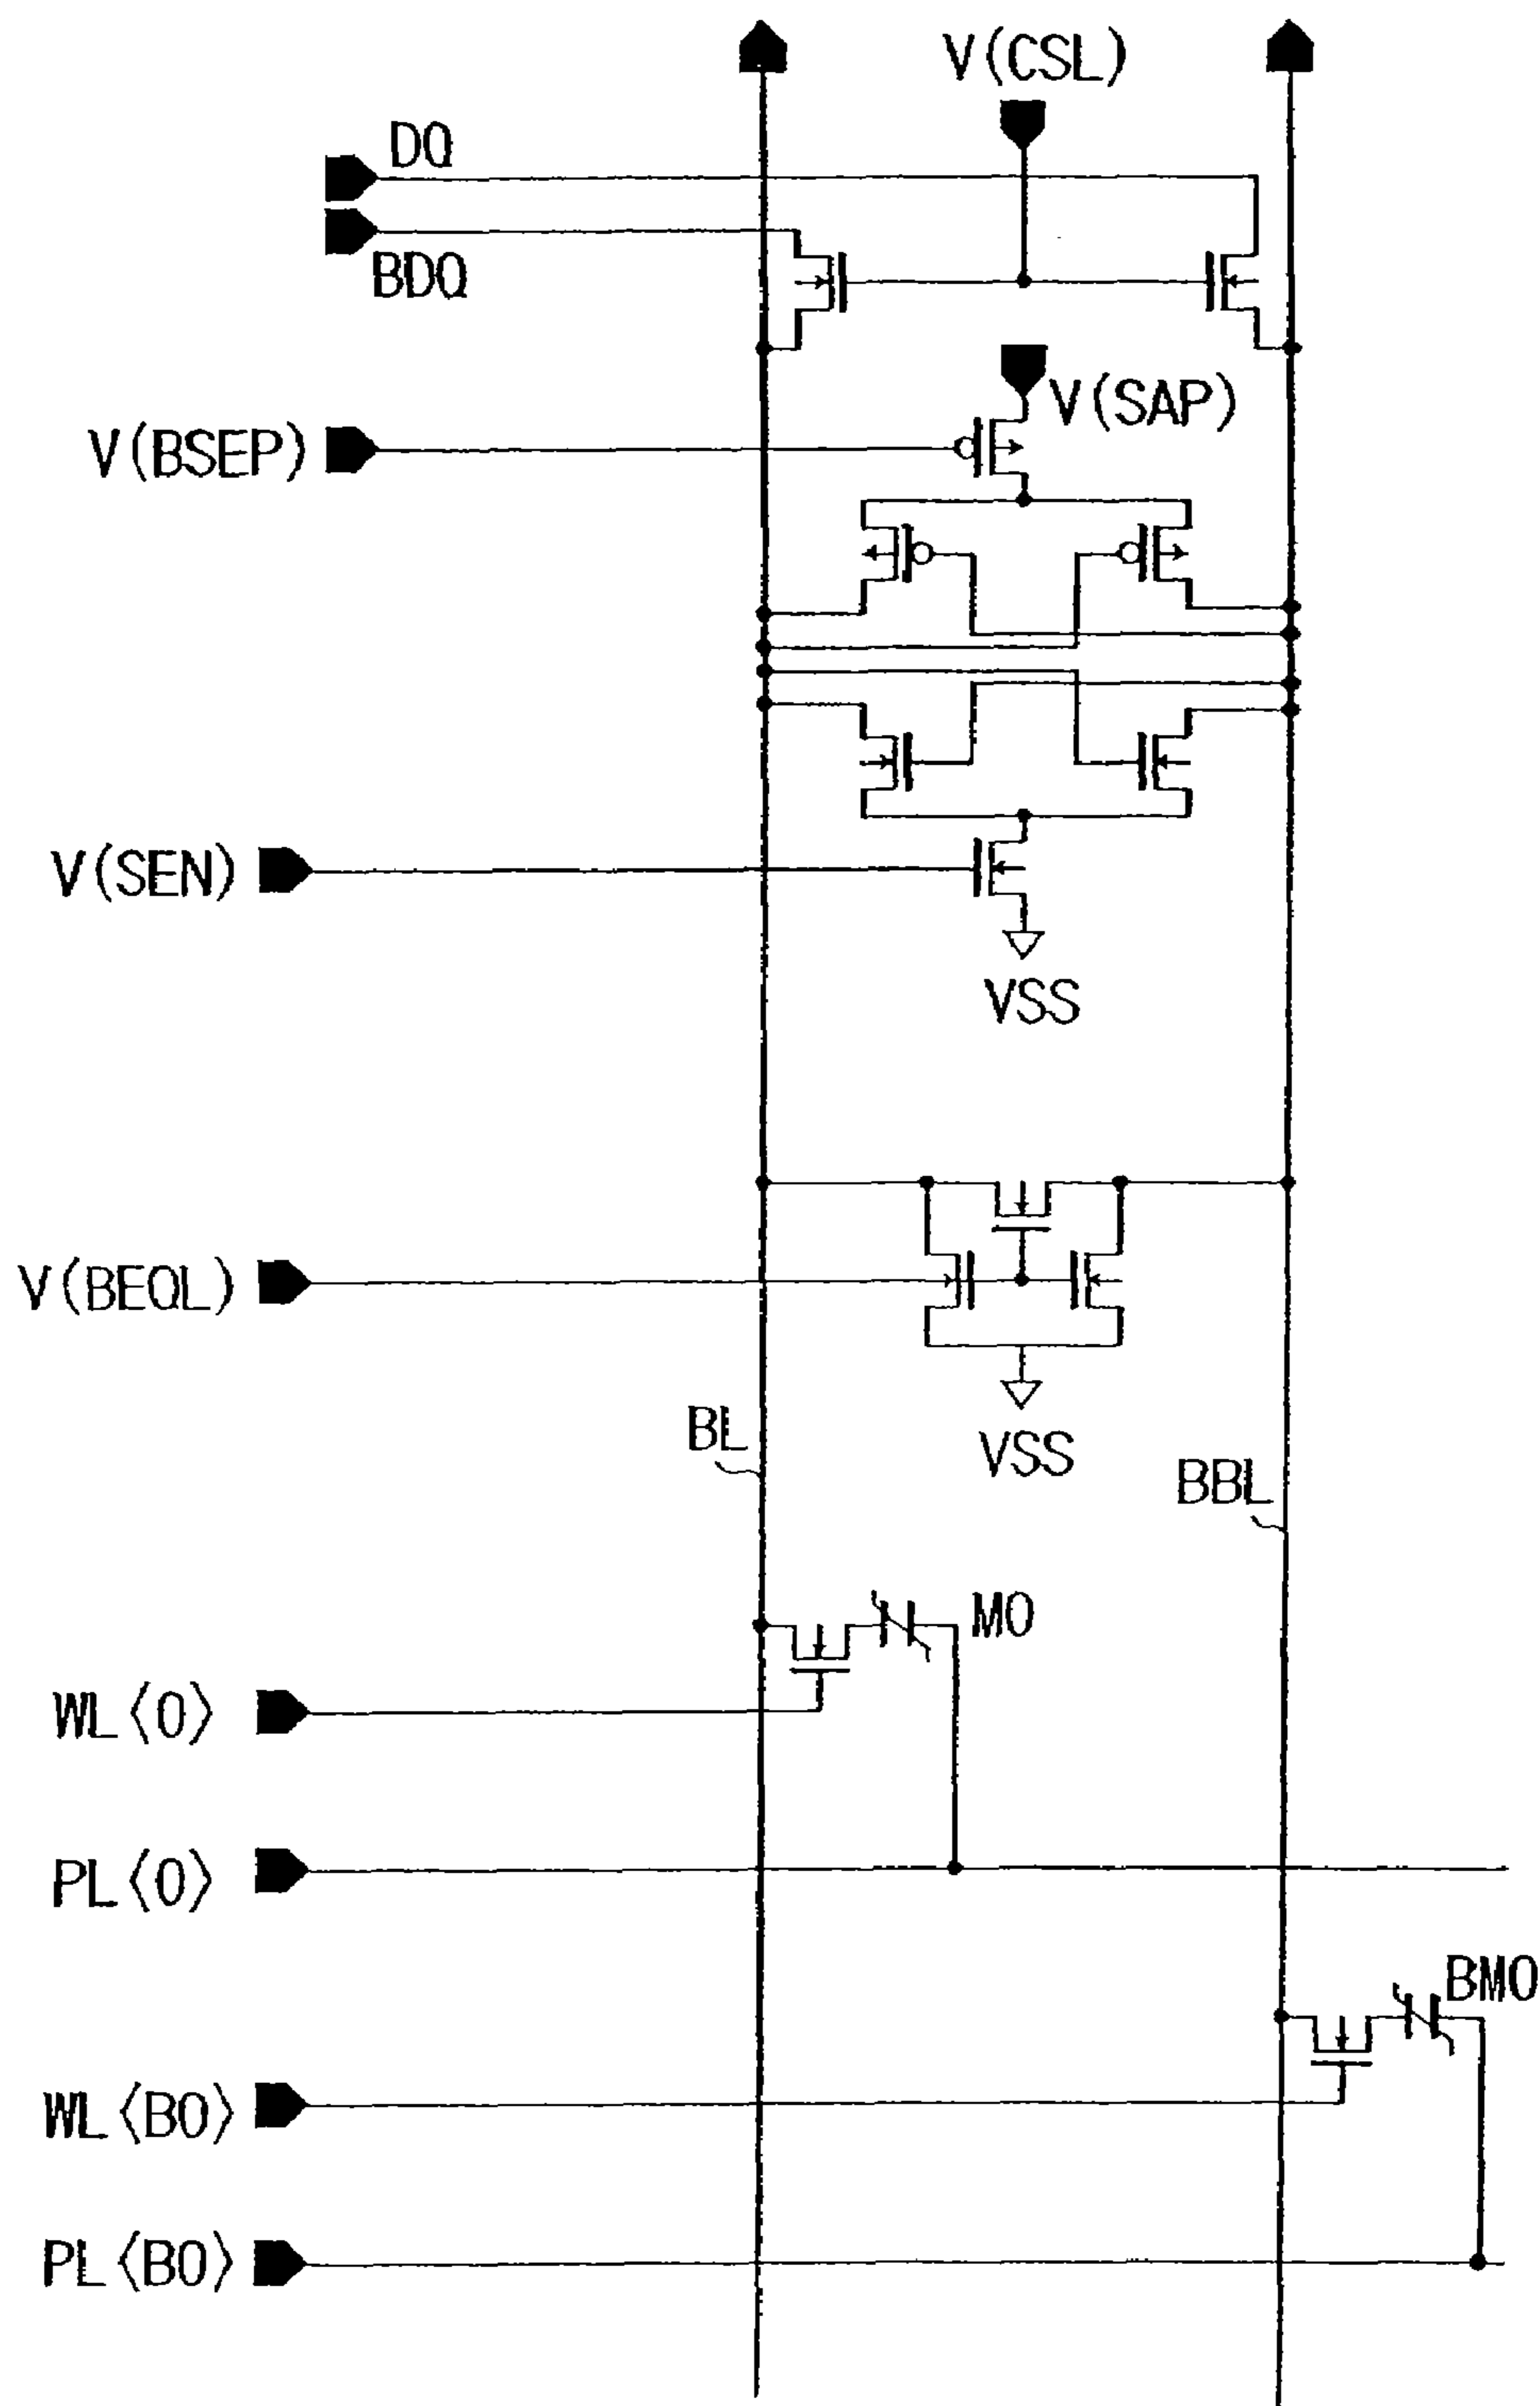 V(CSL)
DQ
BDQ
V(SAP)
V(BSEP)
V(SEN)
VSS
V(BEQL)
BL
VSS
BBL
M0
WL〈0〉
PL〈0〉
BM0
WL〈B0〉
PL〈B0〉